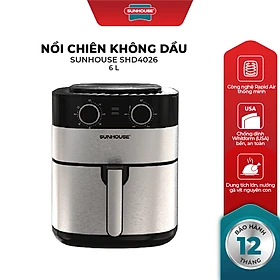 SUNHOUSE
NỒI CHIÊN KHÔNG DẦU
SUNHOUSE SHD4026
6 L
SUNHOUSE
Công nghệ Rapid Air
thông minh
USA
Chống dính
Whitform (USA)
bền, an toàn
Dung tích lớn, nướng
gà vịt nguyên con
BẢO HÀNH
12
THÁNG